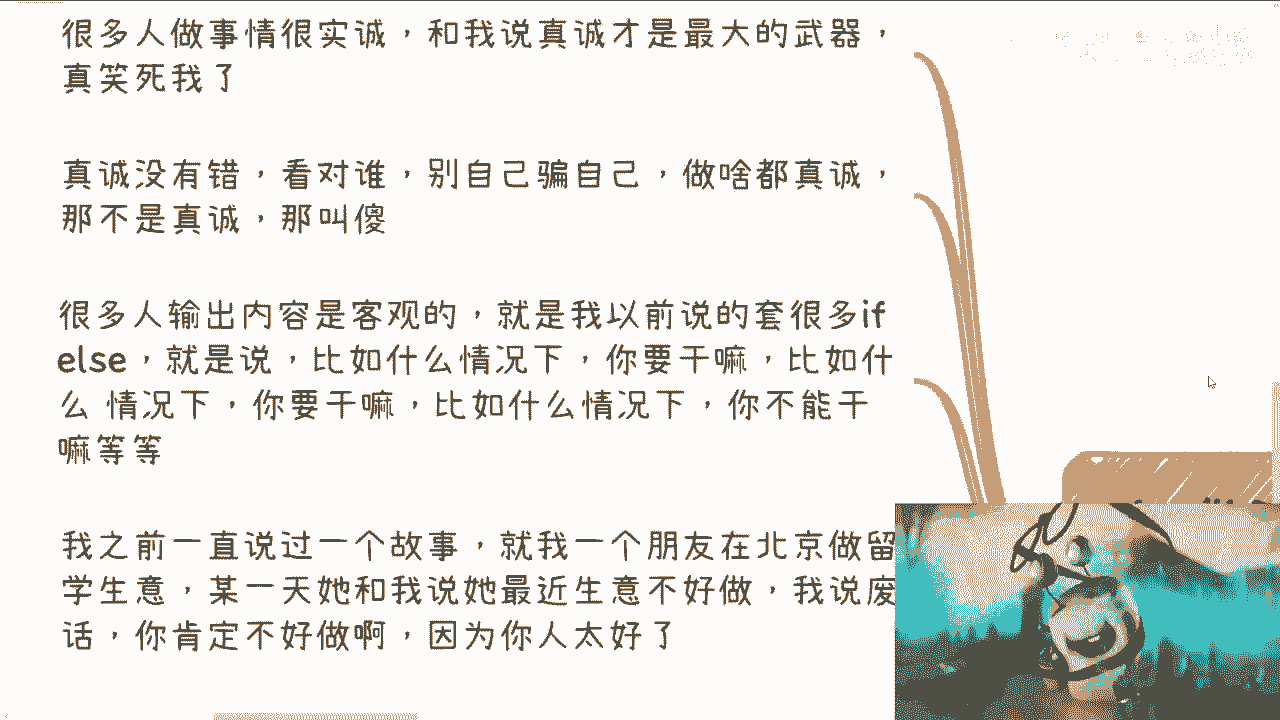 很多人做事情很实诚，和我说真诚才是最大的武器，
真笑死我了
真诚没有错，看对谁，别自己骗自己，做啥都真诚，
那不是真诚，那叫傻
很多人输出内容是客观的，就是我以前说的套很多if
else，就是说，比如什么情况下，你要干嘛，比如什
么 情况下，你要干嘛，比如什么情况下，你不能干
嘛等等
我之前一直说过一个故事，就我一个朋友在北京做留
学生意，某一天她和我说她最近生意不好做，我说废
话，你肯定不好做啊，因为你人太好了